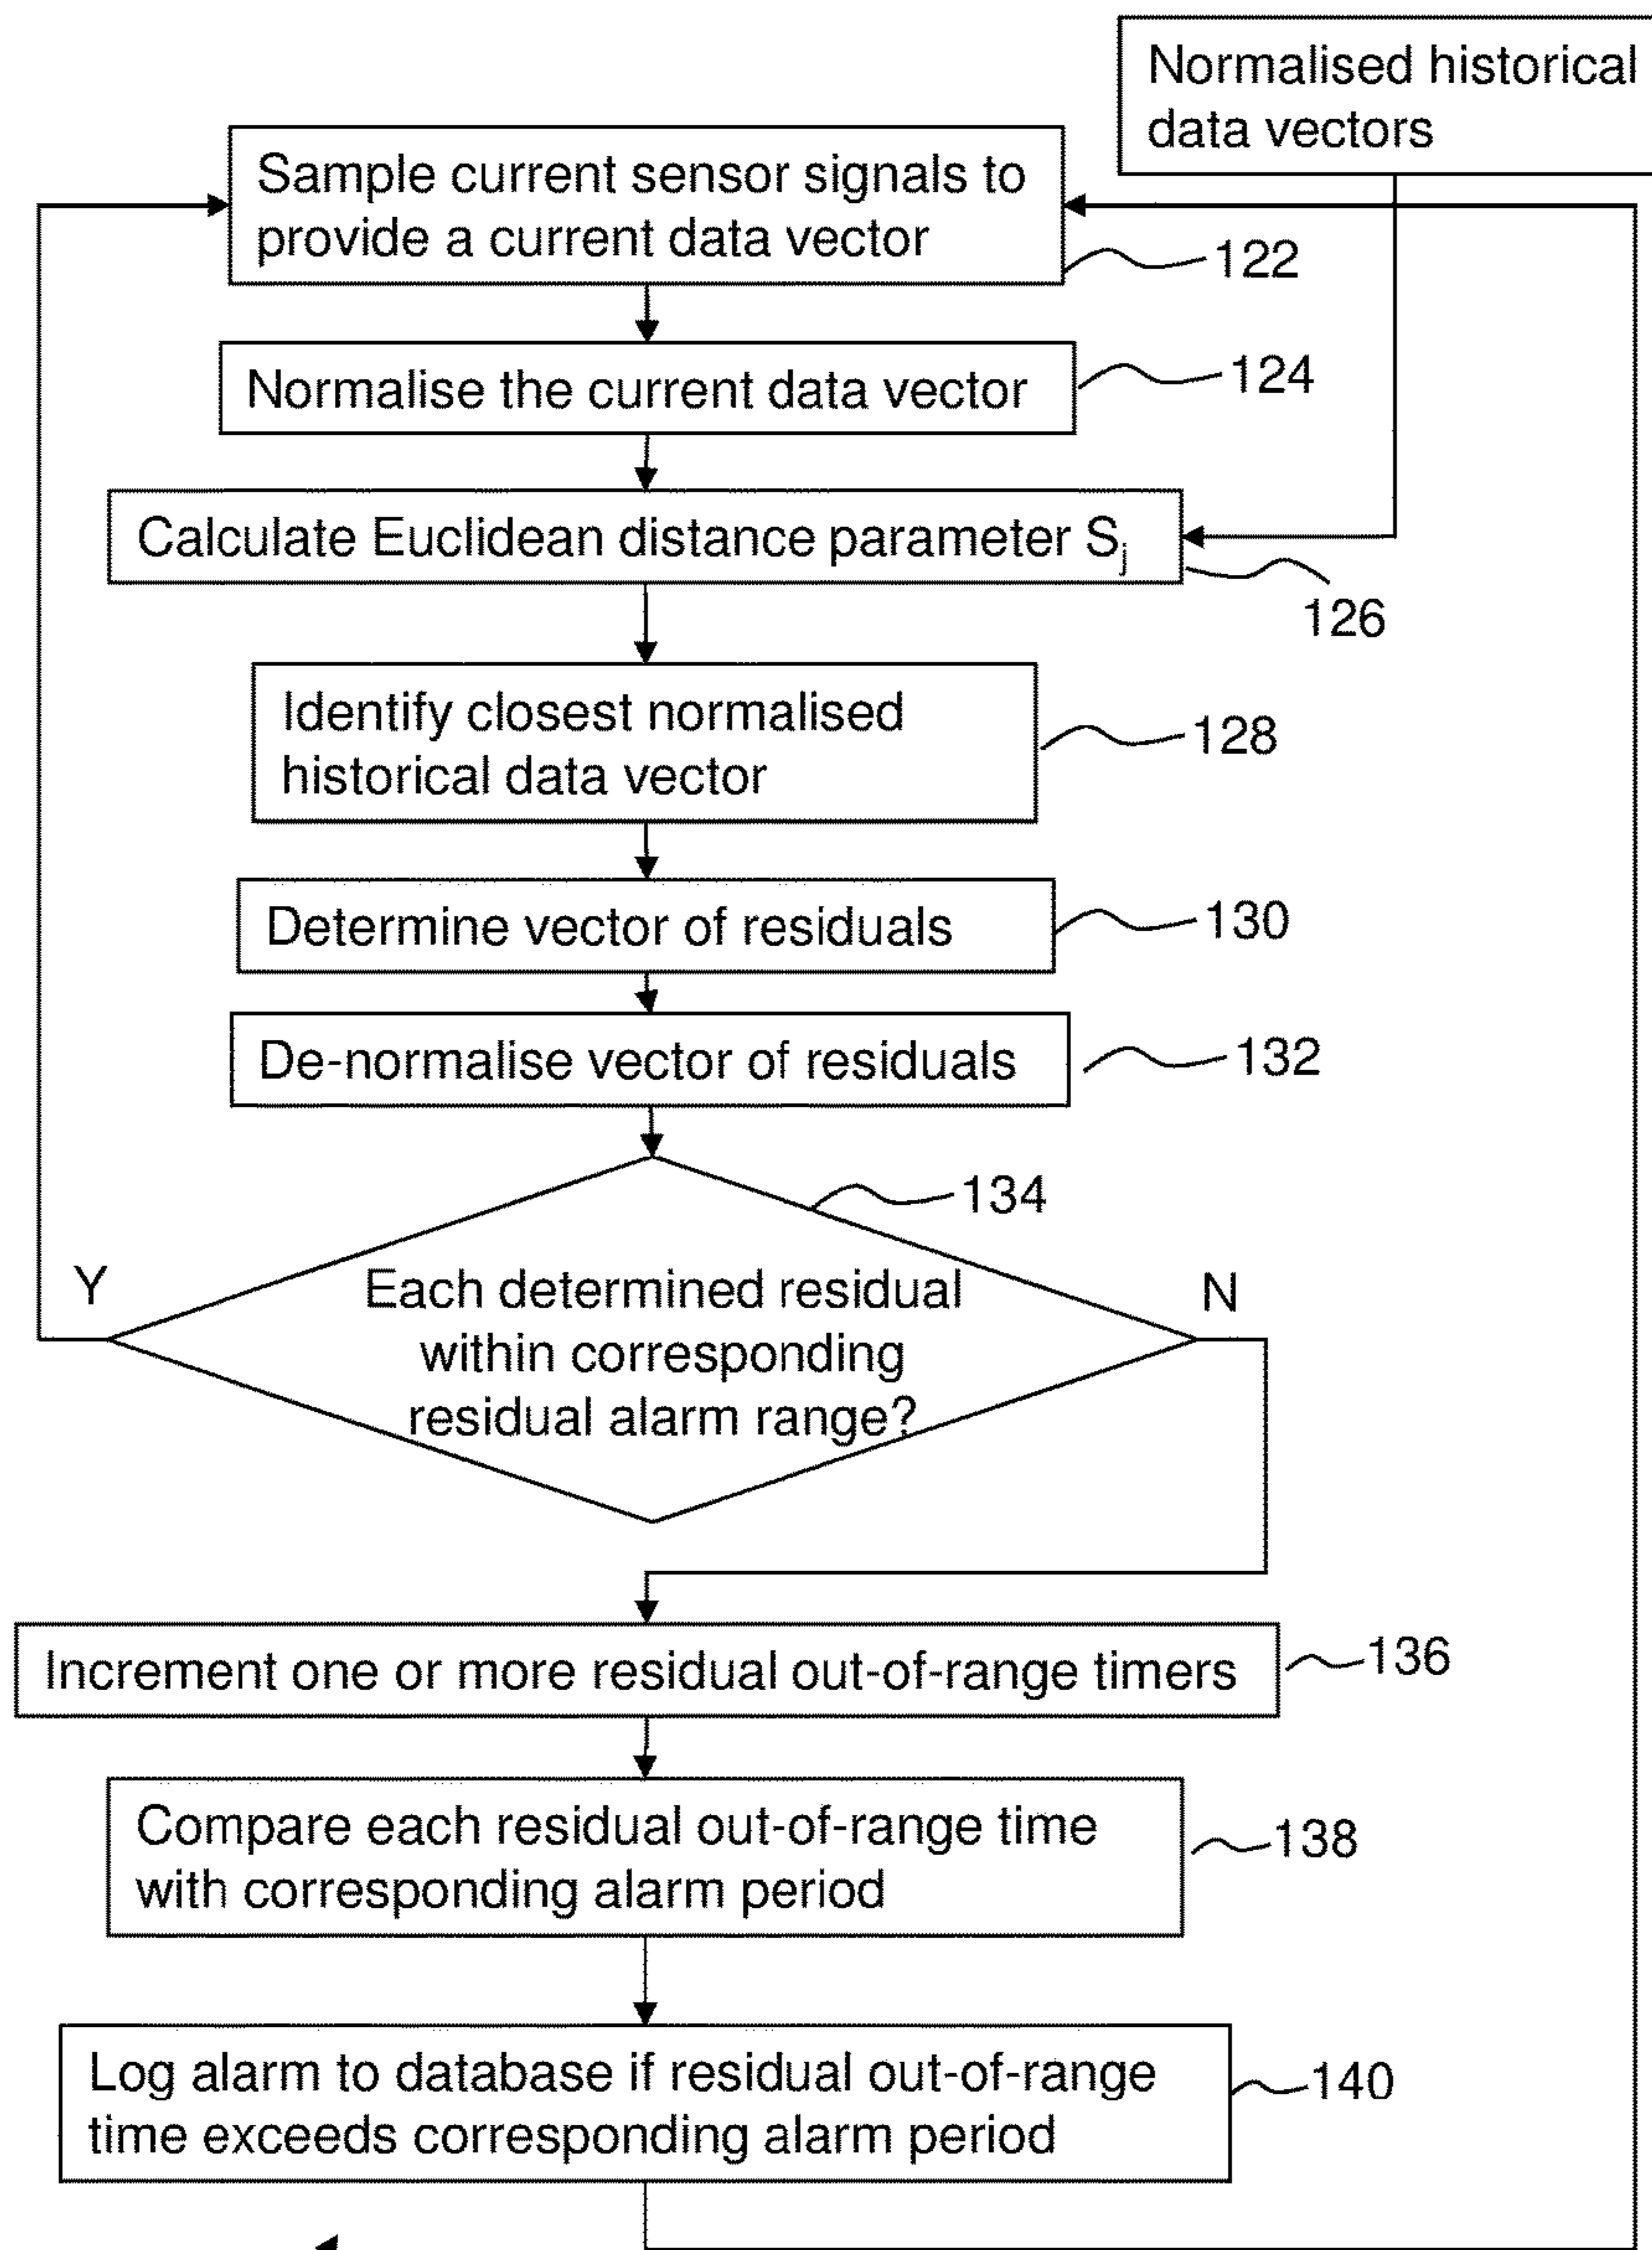 Normalised historical
data vectors
Sample current sensor signals to
provide a current data vector
122
Normalise the current data vector
124
Calculate Euclidean distance parameter Sj
126
Identify closest normalised
historical data vector
128
Determine vector of residuals
130
De-normalise vector of residuals
132
134
Y
N
Each determined residual
within corresponding
residual alarm range?
Increment one or more residual out-of-range timers
136
Compare each residual out-of-range time
with corresponding alarm period
138
Log alarm to database if residual out-of-range
time exceeds corresponding alarm period
140